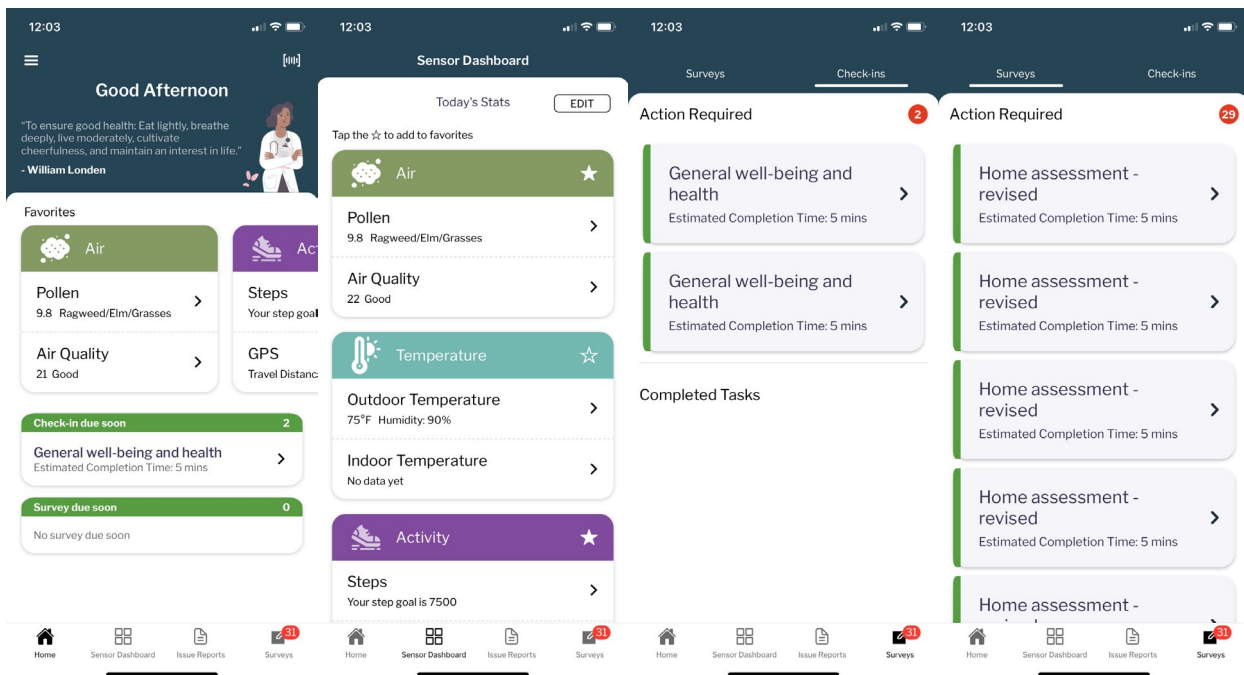 12:03
Good Afternoon
“To ensure good health: Eat lightly, breathe
deeply, live moderately, cultivate
cheerfulness, and maintain an interest in life.”
- William Londen
Favorites
Air
Pollen
9.8 Ragweed/Elm/Grasses
Air Quality
21 Good
Ac
Steps
Your step goal
GPS
Travel Distanc
Check-in due soon 2
General well-being and health
Estimated Completion Time: 5 mins
Survey due soon 0
No survey due soon
31
Home Sensor Dashboard Issue Reports Surveys
12:03
Sensor Dashboard
Today's Stats EDIT
Tap the ☆ to add to favorites
Air
Pollen
9.8 Ragweed/Elm/Grasses
Air Quality
22 Good
Temperature
Outdoor Temperature
75°F Humidity: 90%
Indoor Temperature
No data yet
Activity
Steps
Your step goal is 7500
31
Home Sensor Dashboard Issue Reports Surveys
12:03
Surveys Check-ins
Action Required 2
General well-being and
health
Estimated Completion Time: 5 mins
General well-being and
health
Estimated Completion Time: 5 mins
Completed Tasks
31
Home Sensor Dashboard Issue Reports Surveys
12:03
Surveys Check-ins
Action Required 29
Home assessment -
revised
Estimated Completion Time: 5 mins
Home assessment -
revised
Estimated Completion Time: 5 mins
Home assessment -
revised
Estimated Completion Time: 5 mins
Home assessment -
revised
Estimated Completion Time: 5 mins
Home assessment -
31
Home Sensor Dashboard Issue Reports Surveys